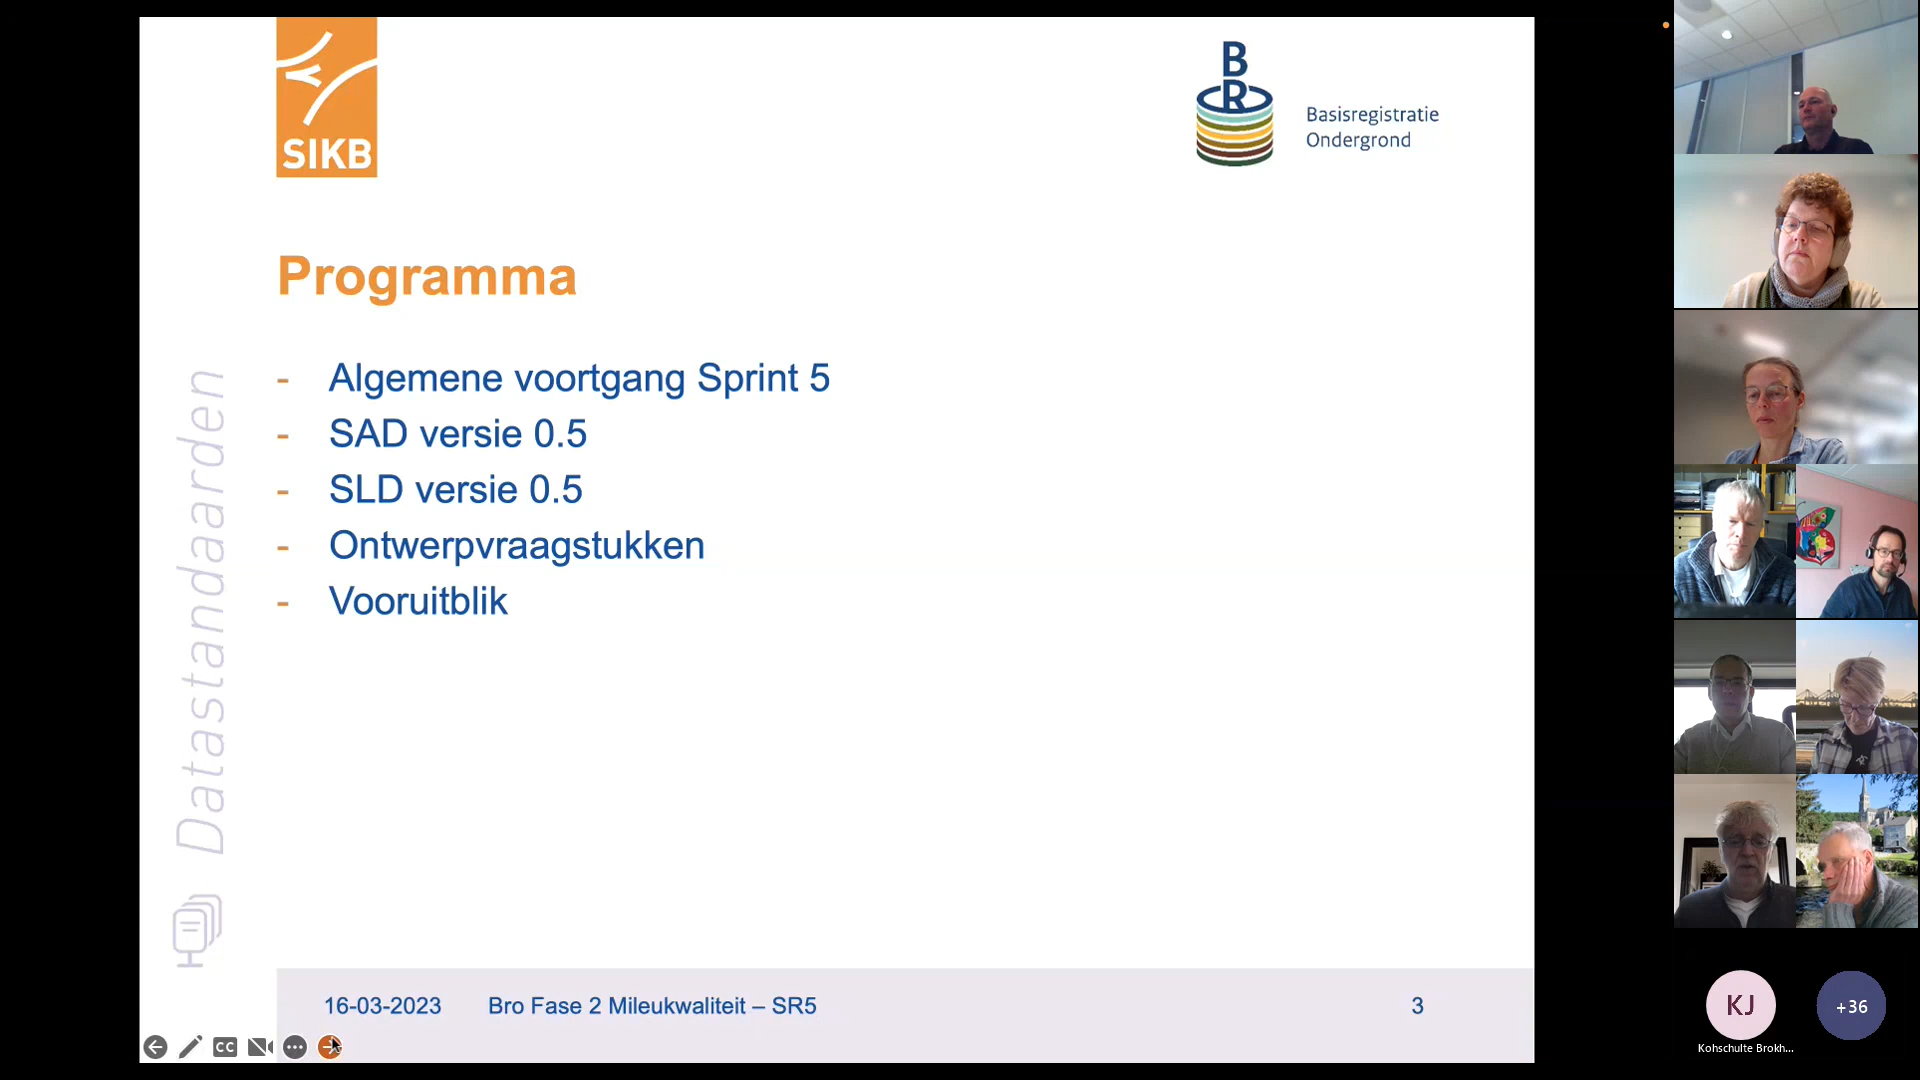 SIKB
B
R
Basisregistratie
Ondergrond
Programma
- Algemene voortgang Sprint 5
- SAD versie 0.5
- SLD versie 0.5
- Ontwerpvraagstukken
- Vooruitblik
Datastandaarden
16-03-2023 Bro Fase 2 Mileukwaliteit – SR5 3
CC
KJ
+36
Kohschulte Brokh...